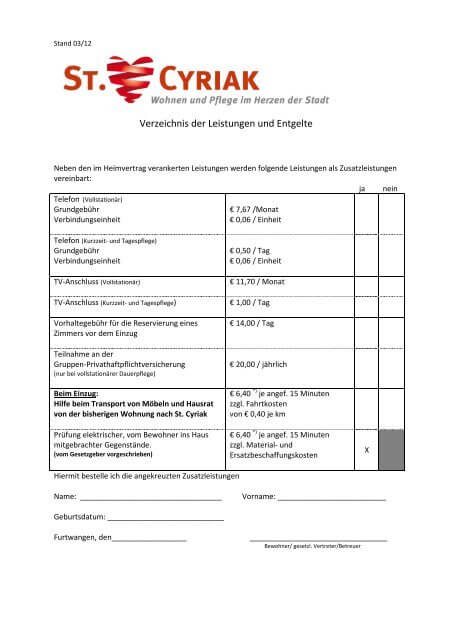 Stand 03/12
ST. CYRIAK
Wohnen und Pflege im Herzen der Stadt
Verzeichnis der Leistungen und Entgelte
Neben den im Heimvertrag verankerten Leistungen werden folgende Leistungen als Zusatzleistungen
vereinbart:
ja nein
Telefon (Vollstationär)
Grundgebühr € 7,67 /Monat
Verbindungseinheit € 0,06 / Einheit
Telefon (Kurzzeit- und Tagespflege)
Grundgebühr € 0,50 / Tag
Verbindungseinheit € 0,06 / Einheit
TV-Anschluss (Vollstationär) € 11,70 / Monat
TV-Anschluss (Kurzzeit- und Tagespflege) € 1,00 / Tag
Vorhaltegebühr für die Reservierung eines € 14,00 / Tag
Zimmers vor dem Einzug
Teilnahme an der
Gruppen-Privathaftpflichtversicherung € 20,00 / jährlich
(nur bei vollstationärer Dauerpflege)
Beim Einzug: € 6,40 *) je angef. 15 Minuten
Hilfe beim Transport von Möbeln und Hausrat zzgl. Fahrtkosten
von der bisherigen Wohnung nach St. Cyriak von € 0,40 je km
Prüfung elektrischer, vom Bewohner ins Haus € 6,40 *) je angef. 15 Minuten
mitgebrachter Gegenstände. zzgl. Material- und
(vom Gesetzgeber vorgeschrieben) Ersatzbeschaffungskosten X
Hiermit bestelle ich die angekreuzten Zusatzleistungen
Name: ________________ Vorname: ________________
Geburtsdatum: ________________
Furtwangen, den________________ ________________
Bewohner/ gesetzl. Vertreter/Betreuer